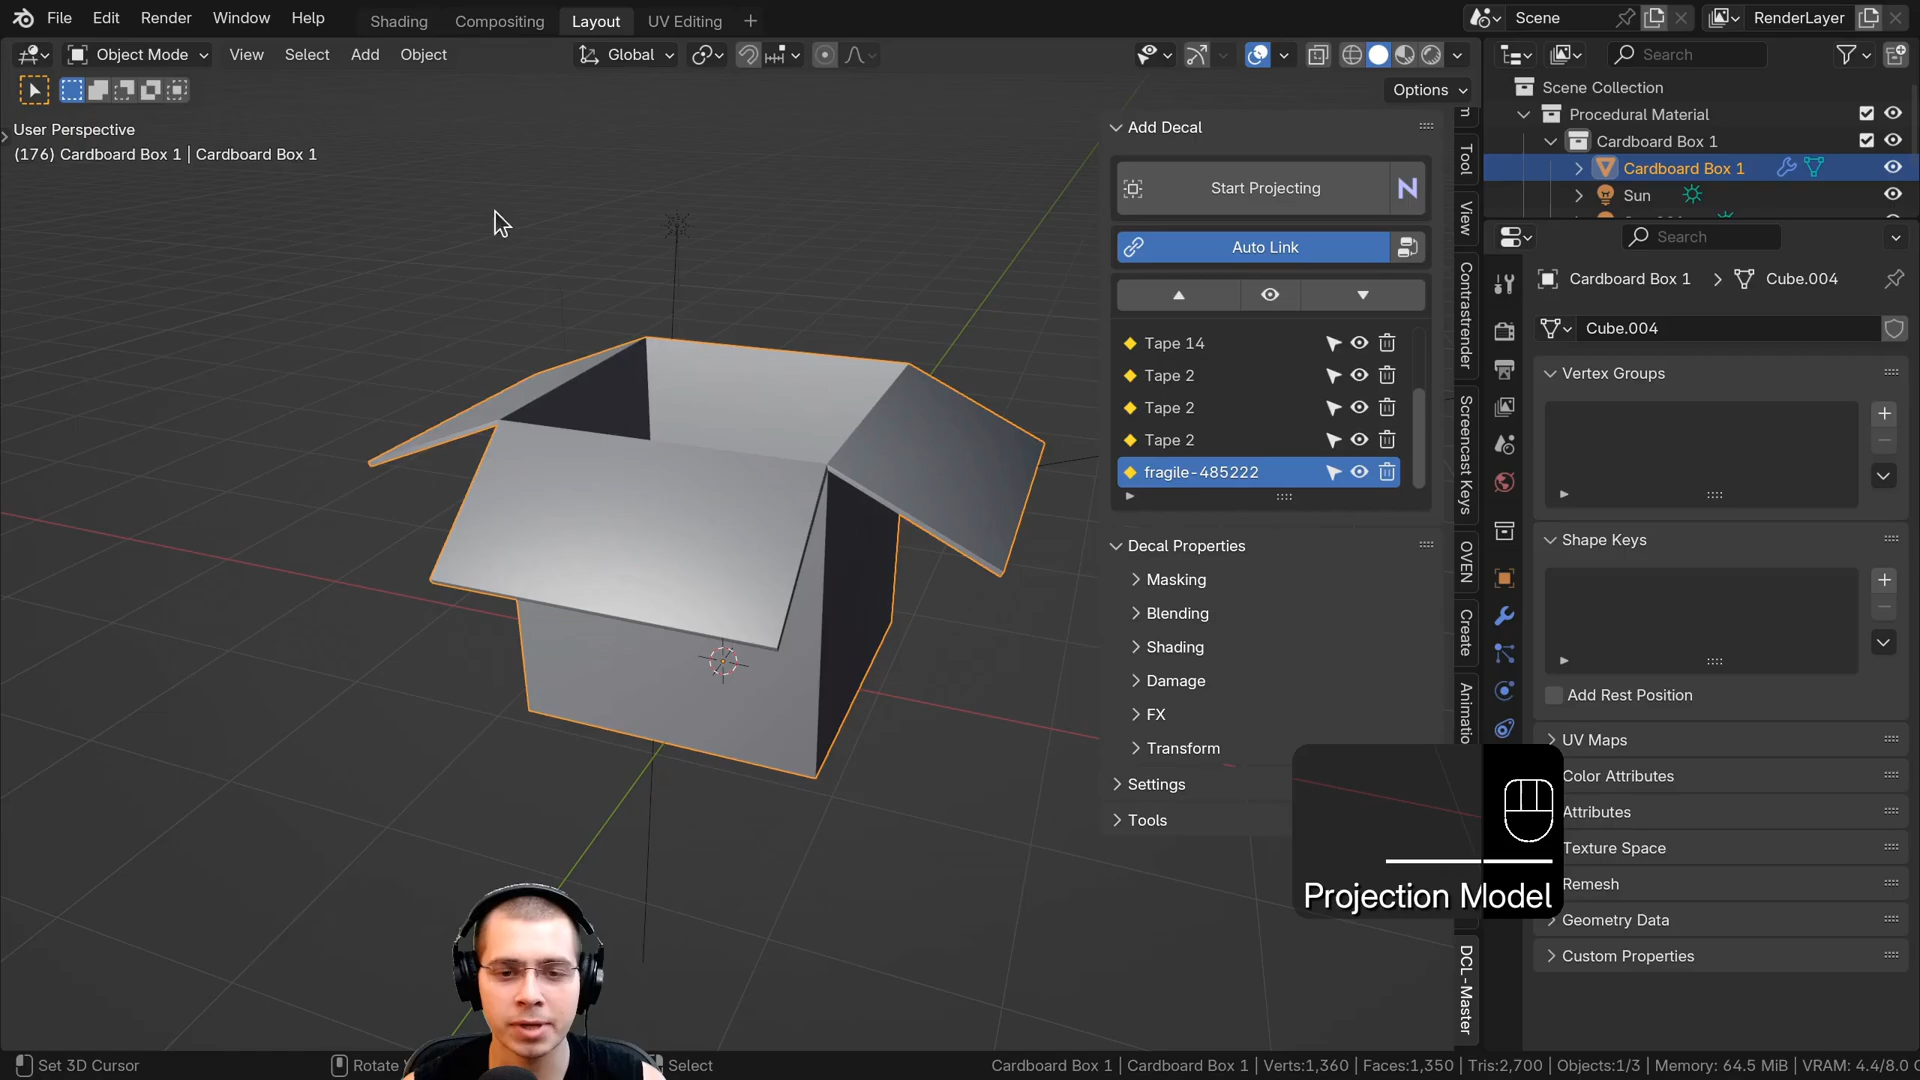 File Edit Render Window Help Shading Compositing Layout UV Editing + Scene RenderLayer
Object Mode View Select Add Object Global Search
Options
User Perspective
(176) Cardboard Box 1 | Cardboard Box 1
Add Decal
Start Projecting
Auto Link
Tape 14
Tape 2
Tape 2
Tape 2
fragile-485222
Decal Properties
Masking
Blending
Shading
Damage
FX
Transform
Settings
Tools
Tool
View
Contrastrender
Screencast Keys
OVEN
Create
Animatio
DCL-Master
Projection Model
Scene Collection
Procedural Material
Cardboard Box 1
Cardboard Box 1
Sun
Search
Cardboard Box 1 > Cube.004
Cube.004
Vertex Groups
Shape Keys
Add Rest Position
UV Maps
Color Attributes
Attributes
Texture Space
Remesh
Geometry Data
Custom Properties
Set 3D Cursor Rotate Select Cardboard Box 1 | Cardboard Box 1 | Verts:1,360 | Faces:1,350 | Tris:2,700 | Objects:1/3 | Memory: 64.5 MiB | VRAM: 4.4/8.0